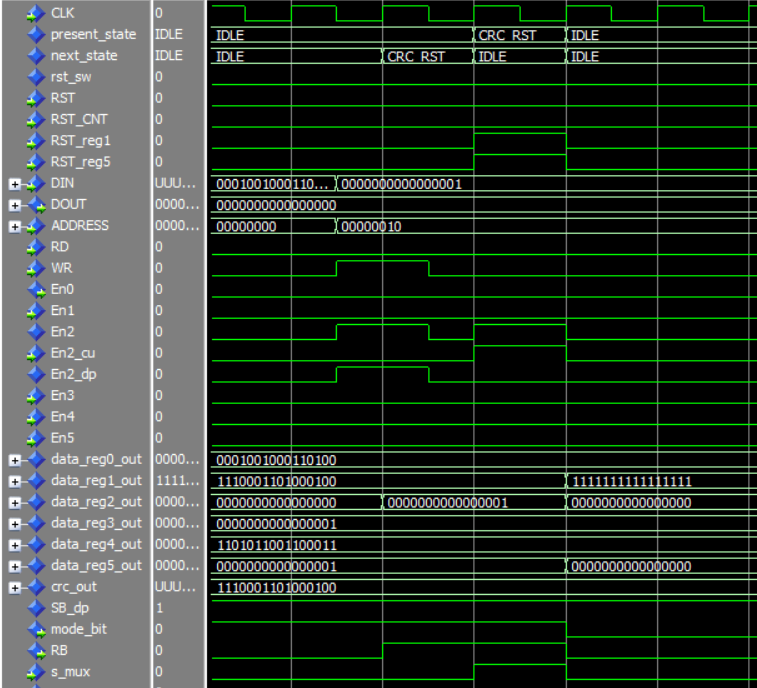 CLK 0
present_state IDLE IDLE CRC RST IDLE
next_state IDLE IDLE CRC RST IDLE IDLE
rst_sw 0
RST 0
RST_CNT 0
RST_reg1 0
RST_reg5 0
DIN UUU... 0001001000110... 0000000000000001
DOUT 0000... 0000000000000000
ADDRESS 0000... 00000000 00000010
RD 0
WR 0
En0 0
En1 0
En2 0
En2_cu 0
En2_dp 0
En3 0
En4 0
En5 0
data_reg0_out 0000... 0001001000110100
data_reg1_out 1111... 1110001101000100 1111111111111111
data_reg2_out 0000... 0000000000000000 0000000000000001 0000000000000000
data_reg3_out 0000... 0000000000000001
data_reg4_out 0000... 1101011001100011
data_reg5_out 0000... 0000000000000001 0000000000000000
crc_out UUU... 1110001101000100
SB_dp 1
mode_bit 0
RB 0
s_mux 0